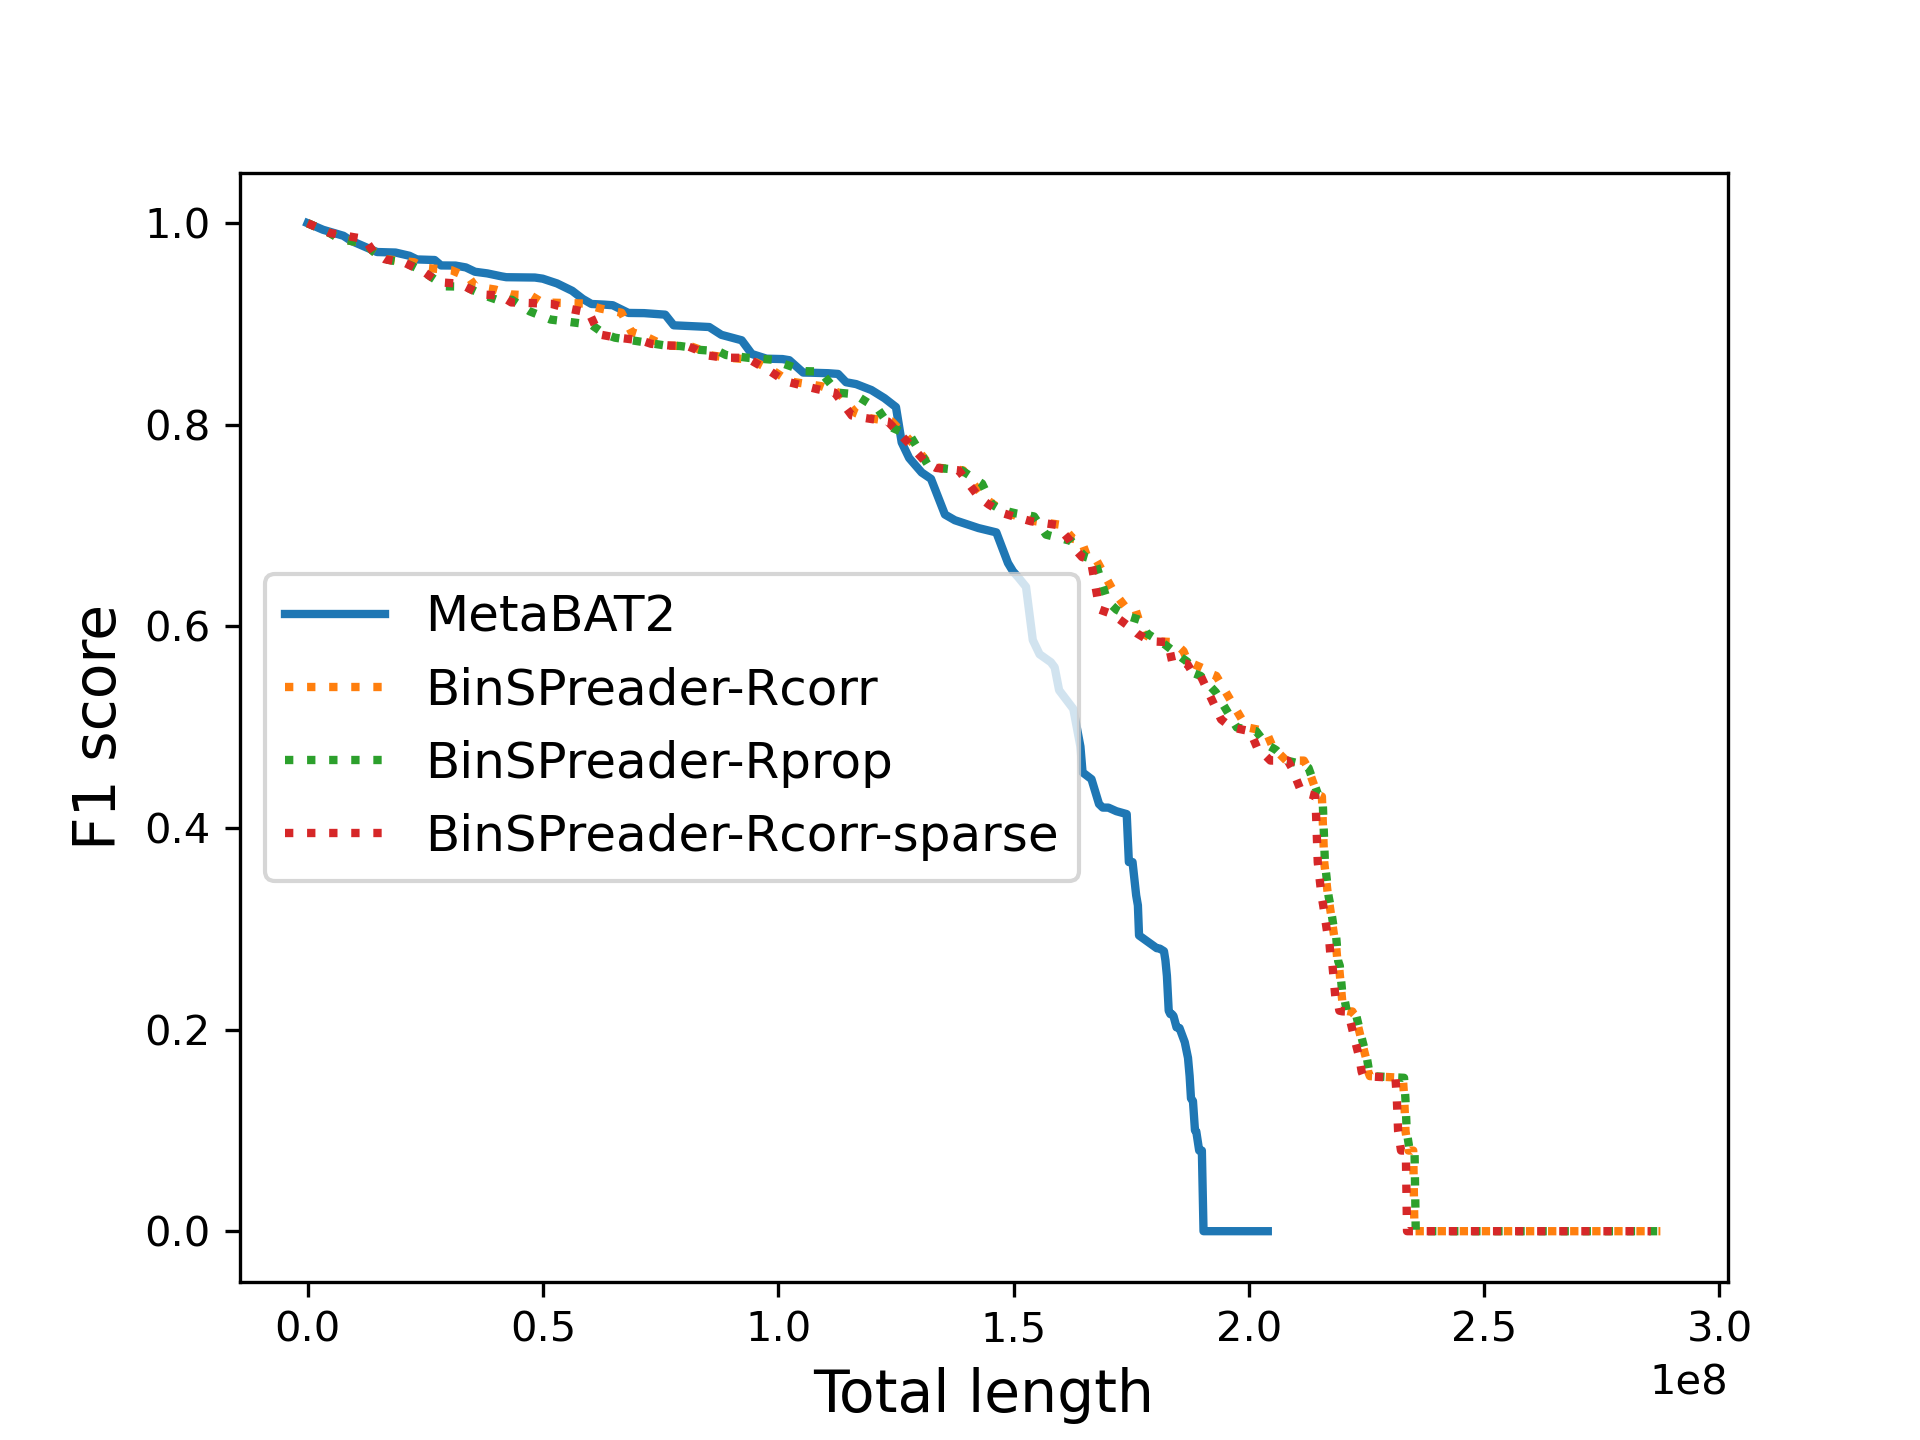 1.0
0.8
0.6
0.4
0.2
0.0
F1 score
MetaBAT2
BinSPreader-Rcorr
BinSPreader-Rprop
BinSPreader-Rcorr-sparse
0.0 0.5 1.0 1.5 2.0 2.5 3.0
1e8
Total length